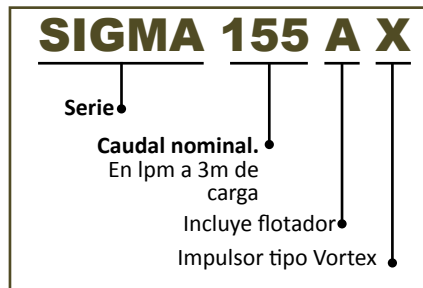 SIGMA 155 A X
Serie
Caudal nominal.
En lpm a 3m de
carga
Incluye flotador
Impulsor tipo Vortex